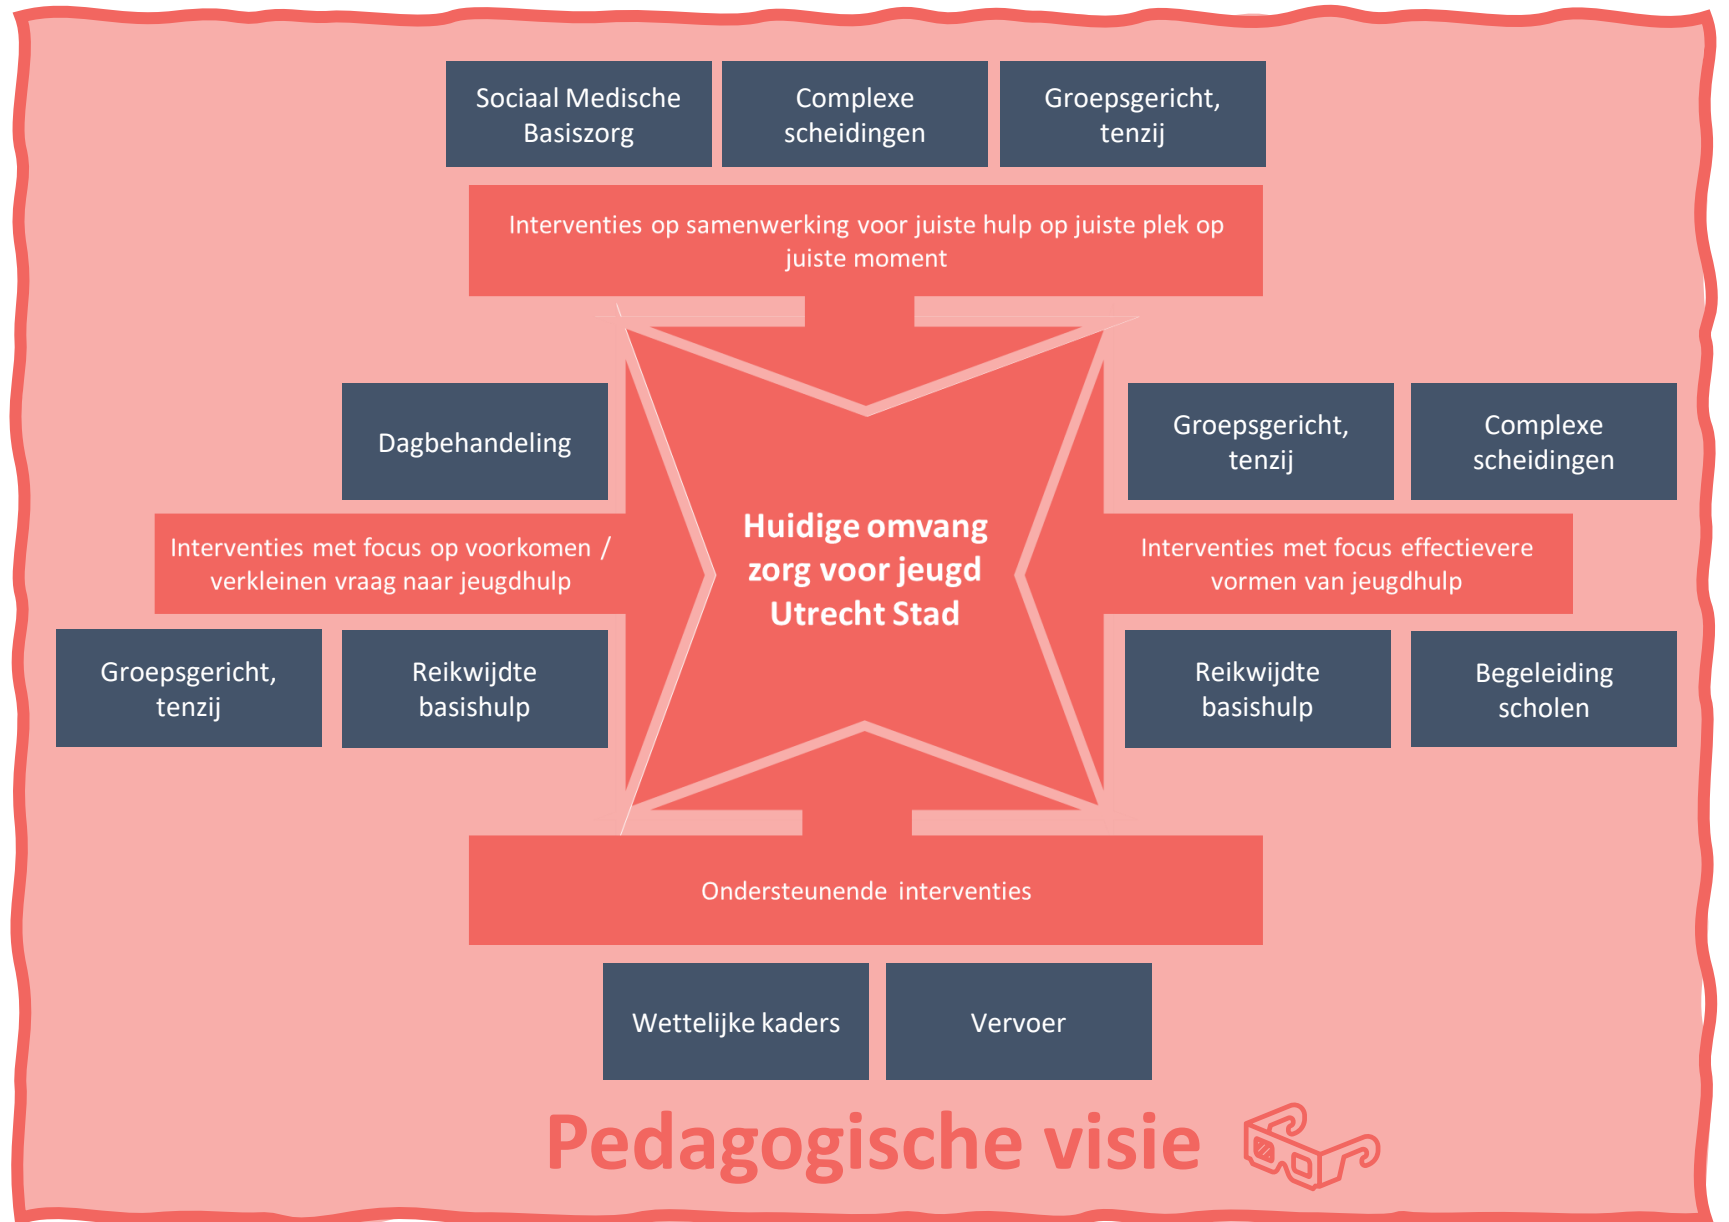 Sociaal Medische
Basiszorg
Complexe
scheidingen
Groepsgericht,
tenzij
Interventies op samenwerking voor juiste hulp op juiste plek op
juiste moment
Dagbehandeling
Groepsgericht,
tenzij
Complexe
scheidingen
Interventies met focus op voorkomen /
verkleinen vraag naar jeugdhulp
Huidige omvang
zorg voor jeugd
Utrecht Stad
Interventies met focus effectievere
vormen van jeugdhulp
Groepsgericht,
tenzij
Reikwijdte
basishulp
Reikwijdte
basishulp
Begeleiding
scholen
Ondersteunende interventies
Wettelijke kaders
Vervoer
Pedagogische visie